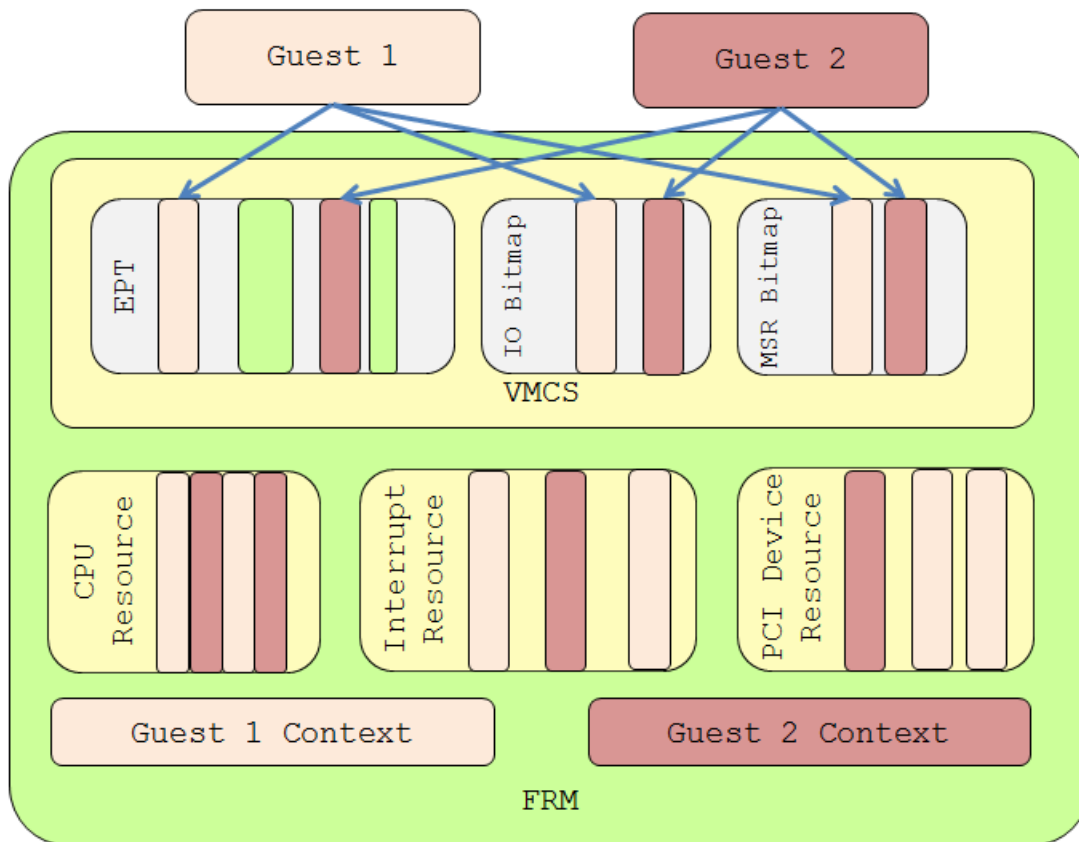 Guest 1
Guest 2
EPT
IO Bitmap
MSR Bitmap
VMCS
CPU
Resource
Interrupt
Resource
PCI Device
Resource
Guest 1 Context
Guest 2 Context
FRM